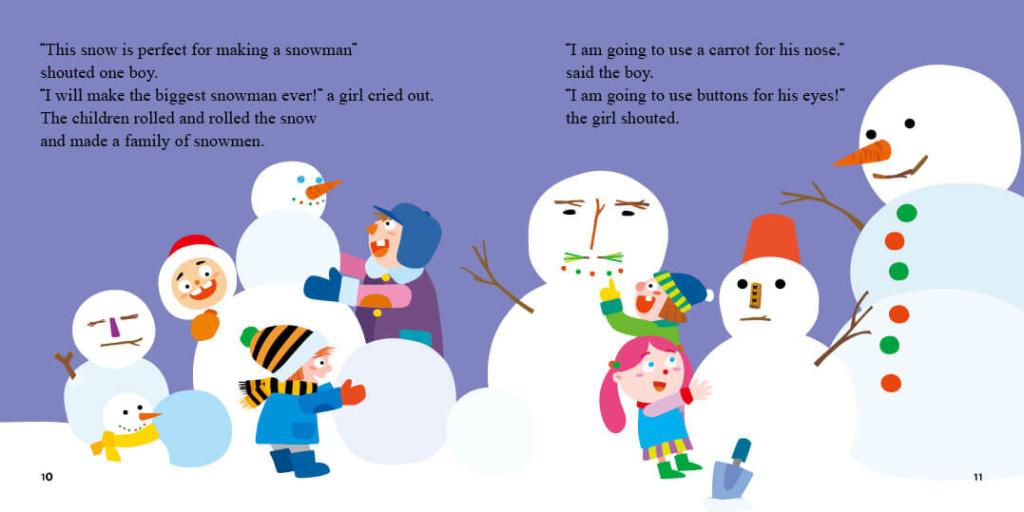 "This snow is perfect for making a snowman"
shouted one boy.
"I will make the biggest snowman ever!" a girl cried out.
The children rolled and rolled the snow
and made a family of snowmen.
10
"I am going to use a carrot for his nose,"
said the boy.
"I am going to use buttons for his eyes!"
the girl shouted.
11